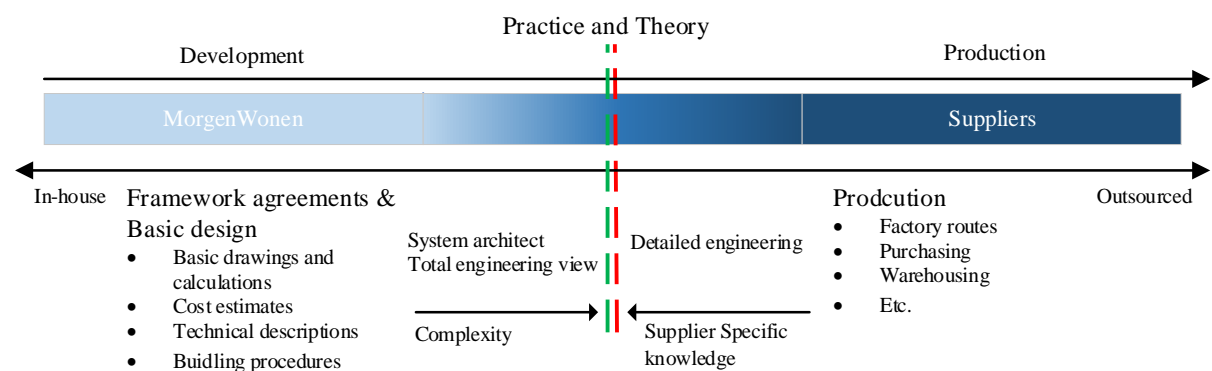 Practice and Theory
Development
Production
MorgenWonen
Suppliers
In-house
Outsourced
Framework agreements &
Basic design
• Basic drawings and
calculations
• Cost estimates
• Technical descriptions
• Buidling procedures
System architect
Total engineering view
Complexity
Detailed engineering
Supplier Specific
knowledge
Prodcution
• Factory routes
• Purchasing
• Warehousing
• Etc.